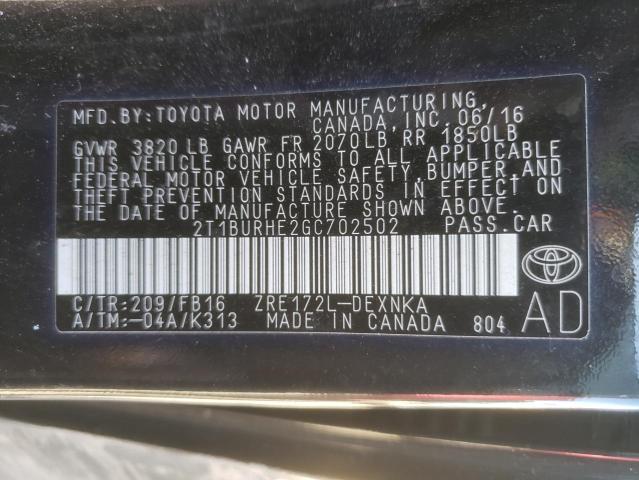 MFD. BY: TOYOTA MOTOR MANUFACTURING,
CANADA, INC. 06/16
GVWR 3820 LB GAWR FR 2070LB, RR 1850LB
THIS VEHICLE CONFORMS TO ALL APPLICABLE
FEDERAL MOTOR VEHICLE SAFETY, BUMPER, AND
THEFT PREVENTION STANDARDS IN EFFECT ON
THE DATE OF MANUFACTURE SHOWN ABOVE.
2T1BURHE2GC702502 PASS. CAR
C/TR: 209/FB16 ZRE172L-DEXNKA
A/TM: -04A/K313 MADE IN CANADA 804
AD